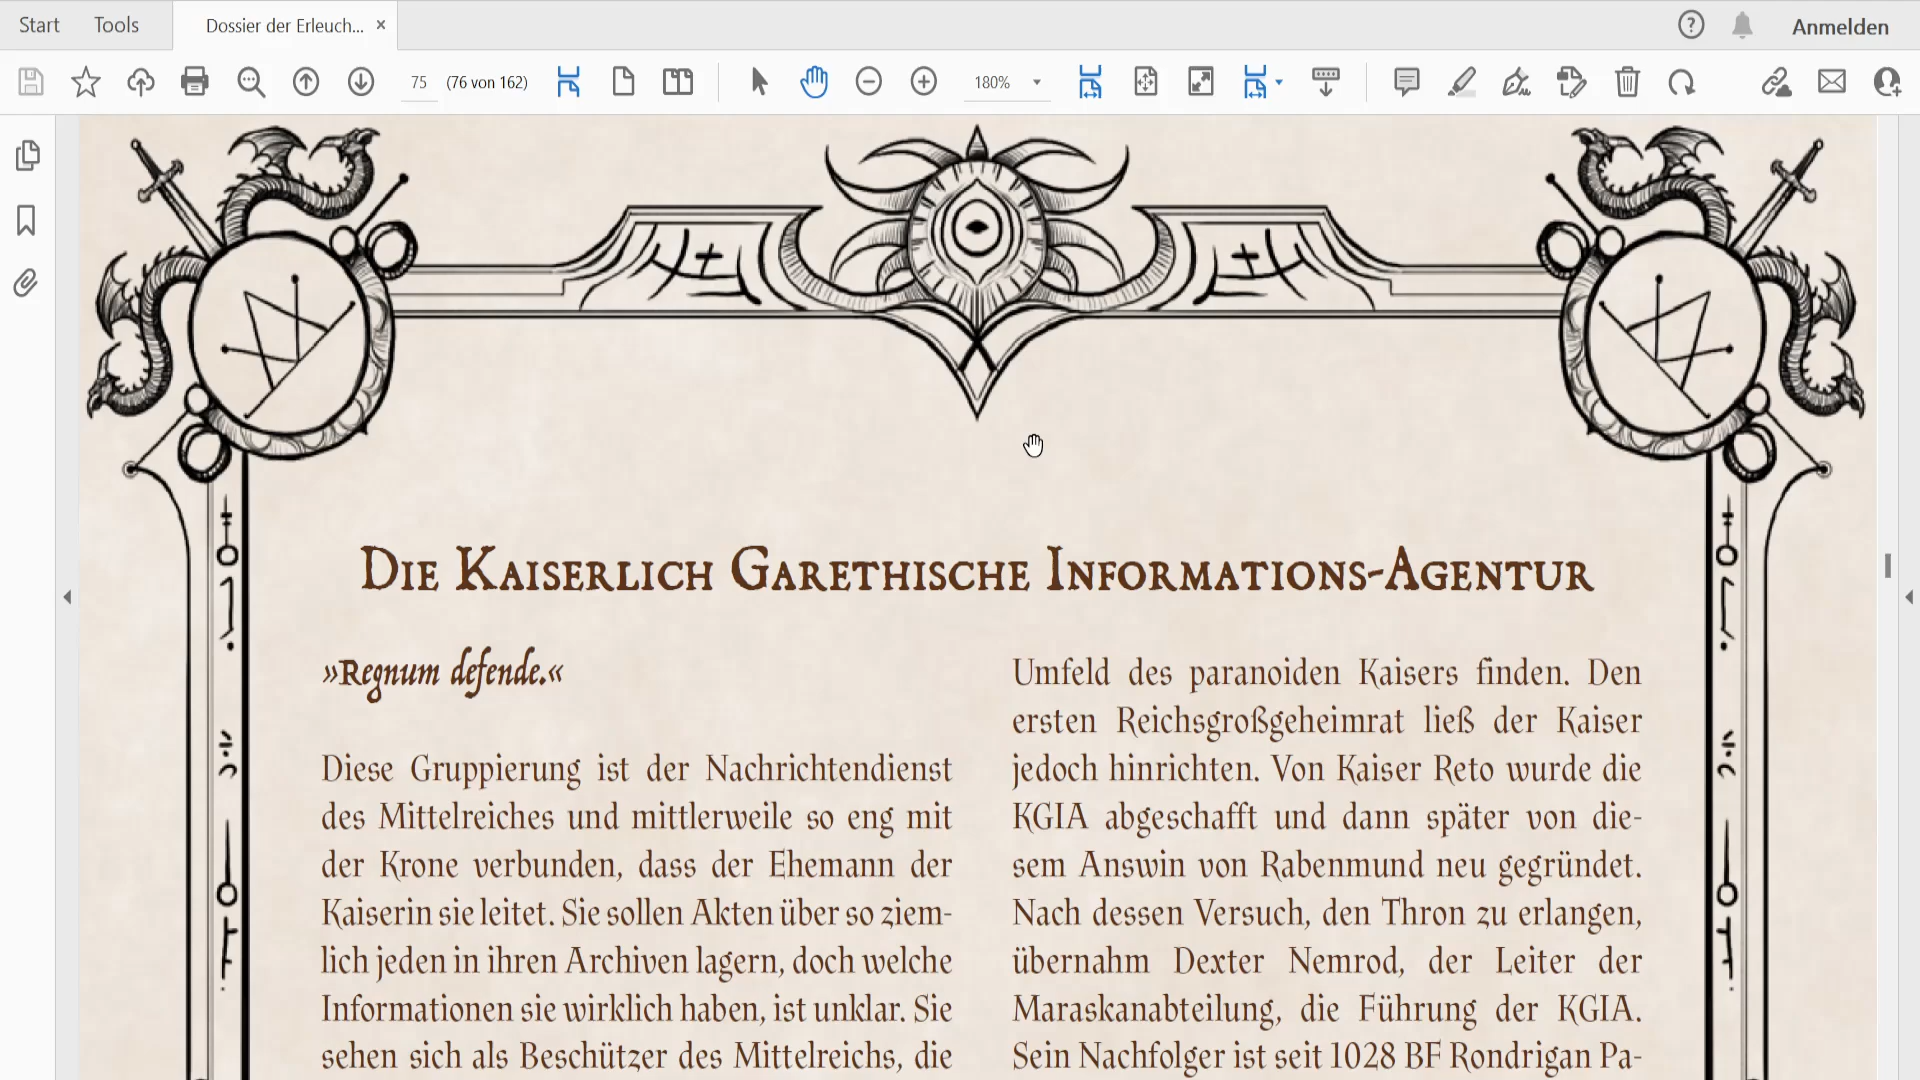 Start
Tools
Dossier der Erleuch...
Anmelden
75
(76 von 162)
180%
Die Kaiserlich Garethische Informations-Agentur
»Regnum defende.«
Diese Gruppierung ist der Nachrichtendienst
des Mittelreiches und mittlerweile so eng mit
der Krone verbunden, dass der Ehemann der
Kaiserin sie leitet. Sie sollen Akten über so ziem-
lich jeden in ihren Archiven lagern, doch welche
Informationen sie wirklich haben, ist unklar. Sie
sehen sich als Beschützer des Mittelreichs, die
Umfeld des paranoiden Kaisers finden. Den
ersten Reichsgroßgeheimrat ließ der Kaiser
jedoch hinrichten. Von Kaiser Reto wurde die
KGIA abgeschafft und dann später von die-
sem Answin von Rabenmund neu gegründet.
Nach dessen Versuch, den Thron zu erlangen,
übernahm Dexter Nemrod, der Leiter der
Maraskanabteilung, die Führung der KGIA.
Sein Nachfolger ist seit 1028 BF Rondrigan Pa-